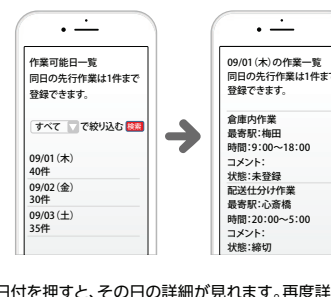 作業可能日一覧
同日の先行作業は1件まで
登録できます。
すべて で絞り込む 検索
09/01（木）
40件
09/02（金）
30件
09/03（土）
35件
09/01（木）の作業一覧
同日の先行作業は1件まで
登録できます。
倉庫内作業
最寄駅：梅田
時間：9:00〜18:00
コメント：
状態：未登録
配送仕分け作業
最寄駅：心斎橋
時間：20:00〜5:00
コメント：
状態：締切
日付を押すと、その日の詳細が見れます。再度詳